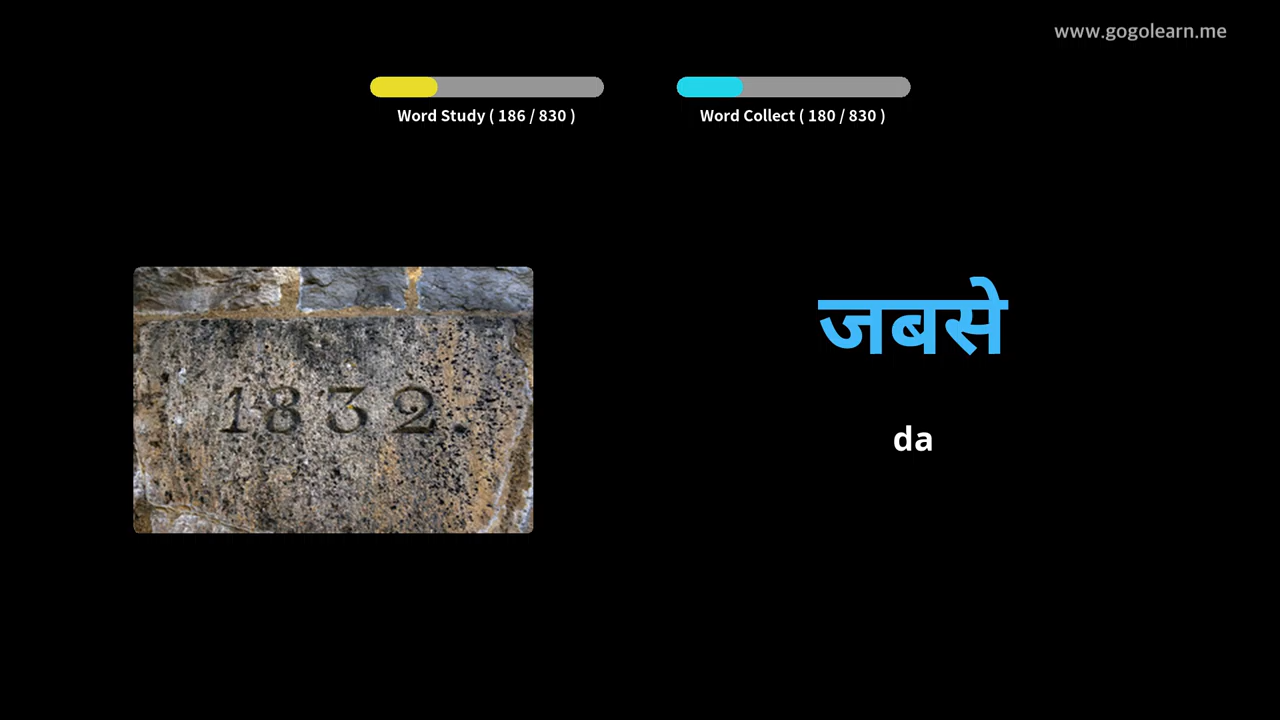 www.gogolearn.me
Word Study ( 186 / 830 )
Word Collect ( 180 / 830 )
1832
जबसे
da